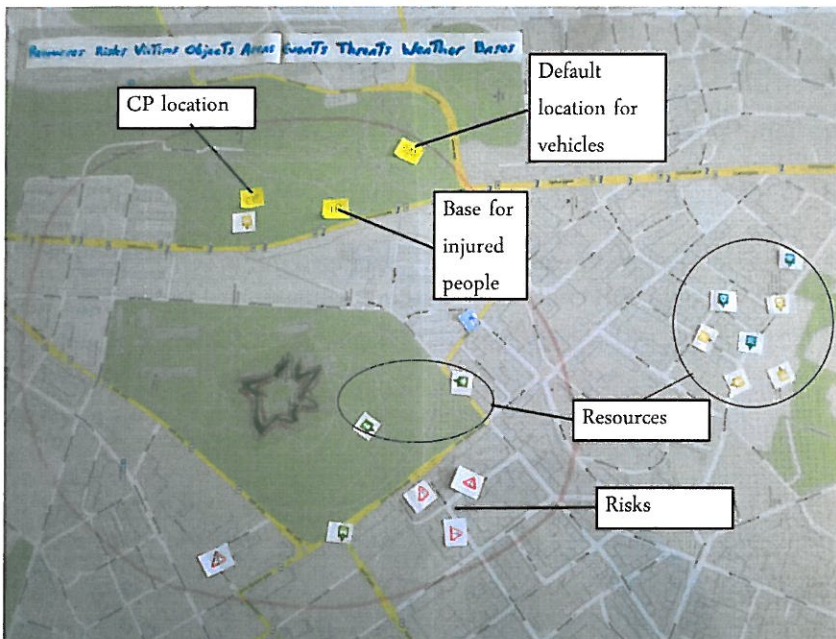 Resources Risks Victims Objects Areas Events Threats Weather Bases
Default
location for
vehicles
CP location
Base for
injured
people
Resources
Risks